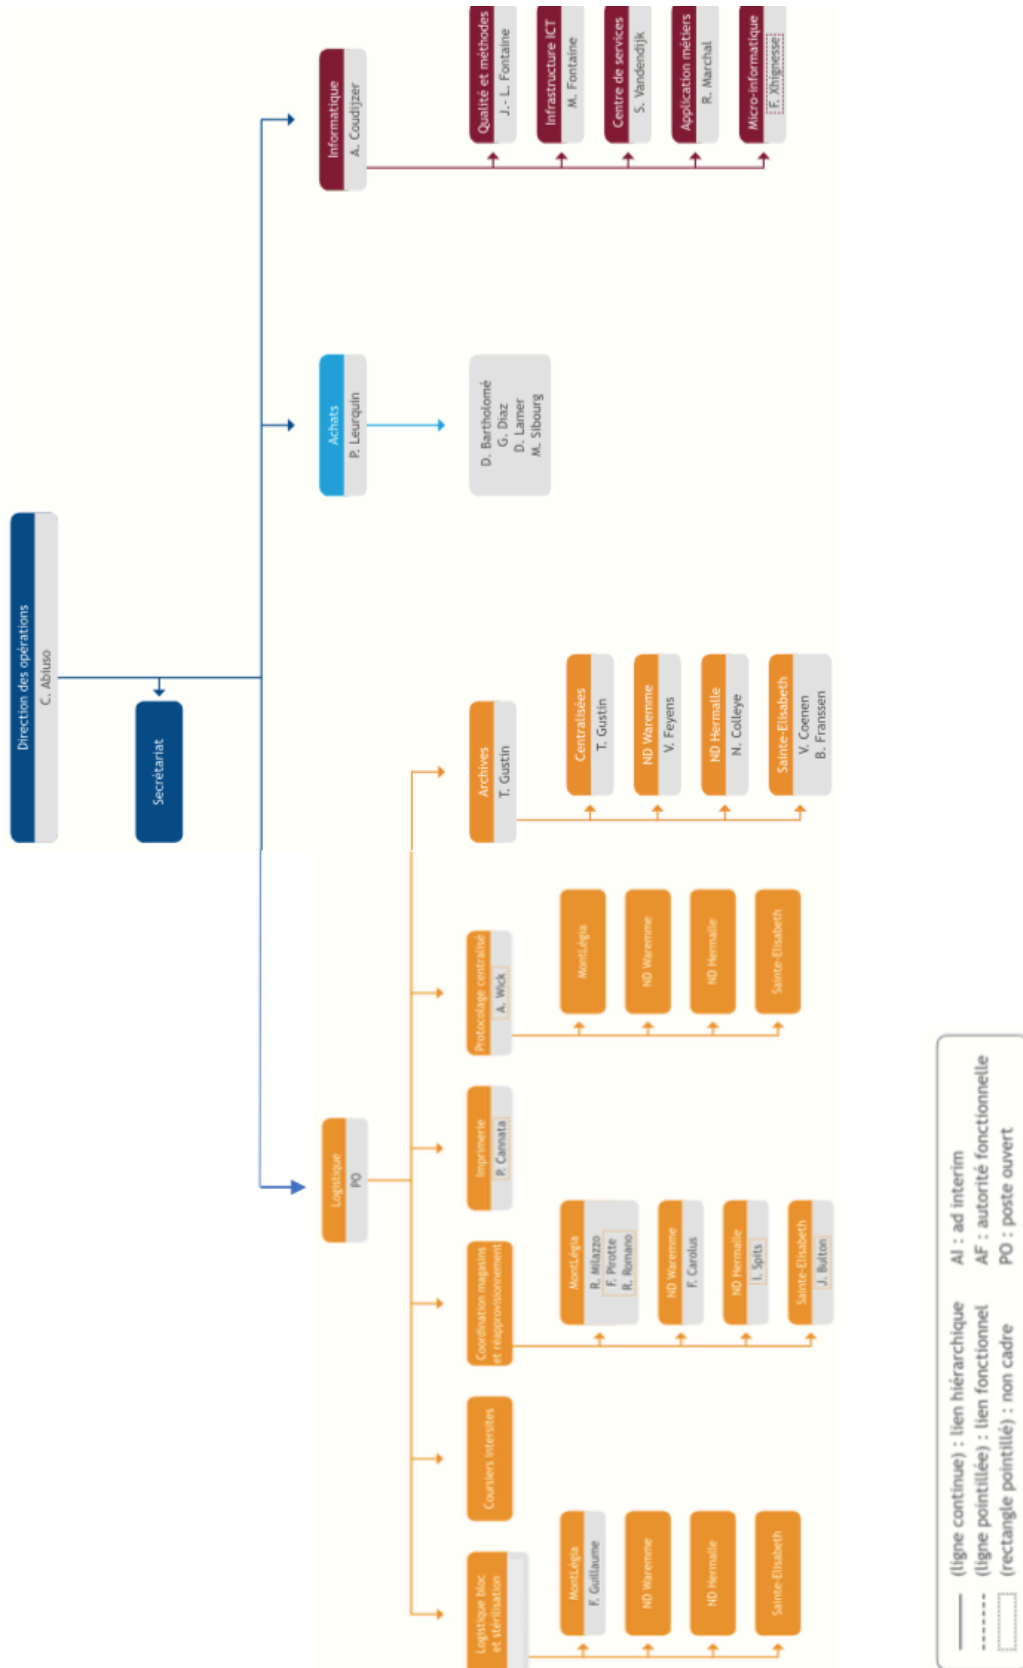 Direction des opérations
C. Abiuso
Secrétariat
Logistique
PO
Achats
P. Leurquin
Informatique
A. Coudijzer
Logistique bloc
et stérilisation
MontLégia
F. Guillaume
ND Waremme
ND Hermalle
Sainte-Elisabeth
Coursiers intersites
Coordination magasins
et réapprovisionnement
MontLégia
R. Milazzo
F. Pirotte
R. Romano
ND Waremme
F. Carolus
ND Hermalle
I. Spits
Sainte-Elisabeth
J. Bulton
Imprimerie
P. Cannata
Protocolage centralisé
A. Wick
MontLégia
ND Waremme
ND Hermalle
Sainte-Elisabeth
Archives
T. Gustin
Centralisées
T. Gustin
ND Waremme
V. Feyens
ND Hermalle
N. Colleye
Sainte-Elisabeth
V. Coenen
B. Franssen
D. Bartholomé
G. Diaz
D. Lamer
M. Sibourg
Qualité et méthodes
J.- L. Fontaine
Infrastructure ICT
M. Fontaine
Centre de services
S. Vandendijk
Application métiers
R. Marchal
Micro-informatique
F. Xhignesse
(ligne continue) : lien hiérarchique
(ligne pointillée) : lien fonctionnel
(rectangle pointillé) : non cadre
AI : ad interim
AF : autorité fonctionnelle
PO : poste ouvert